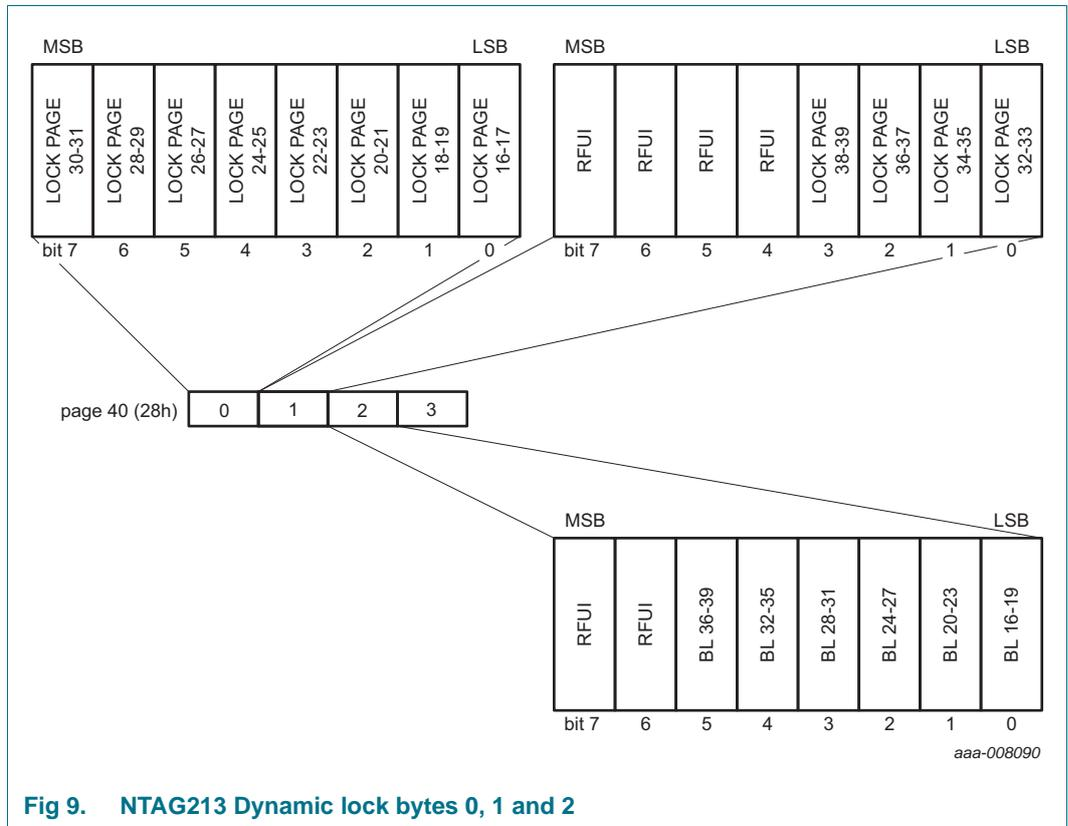 MSB LSB
LOCK PAGE 30-31
LOCK PAGE 28-29
LOCK PAGE 26-27
LOCK PAGE 24-25
LOCK PAGE 22-23
LOCK PAGE 20-21
LOCK PAGE 18-19
LOCK PAGE 16-17
bit 7 6 5 4 3 2 1 0
MSB LSB
RFUI
RFUI
RFUI
RFUI
LOCK PAGE 38-39
LOCK PAGE 36-37
LOCK PAGE 34-35
LOCK PAGE 32-33
bit 7 6 5 4 3 2 1 0
page 40 (28h) 0 1 2 3
MSB LSB
RFUI
RFUI
BL 36-39
BL 32-35
BL 28-31
BL 24-27
BL 20-23
BL 16-19
bit 7 6 5 4 3 2 1 0
aaa-008090
Fig 9. NTAG213 Dynamic lock bytes 0, 1 and 2